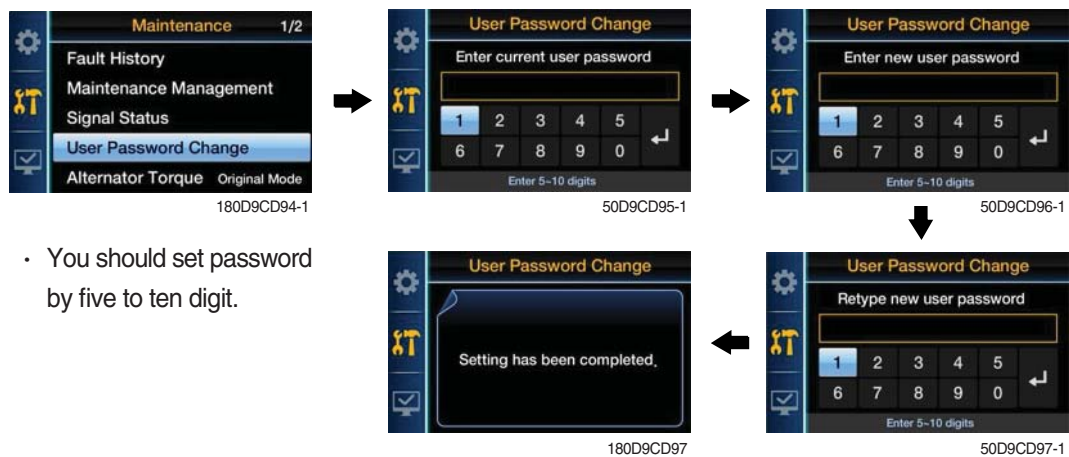 Maintenance 1/2
Fault History
Maintenance Management
Signal Status
User Password Change
Alternator Torque Original Mode
180D9CD94-1
User Password Change
Enter current user password
1 2 3 4 5
6 7 8 9 0
Enter 5~10 digits
50D9CD95-1
User Password Change
Enter new user password
1 2 3 4 5
6 7 8 9 0
Enter 5~10 digits
50D9CD96-1
· You should set password
by five to ten digit.
User Password Change
Retype new user password
1 2 3 4 5
6 7 8 9 0
Enter 5~10 digits
50D9CD97-1
User Password Change
Setting has been completed.
180D9CD97